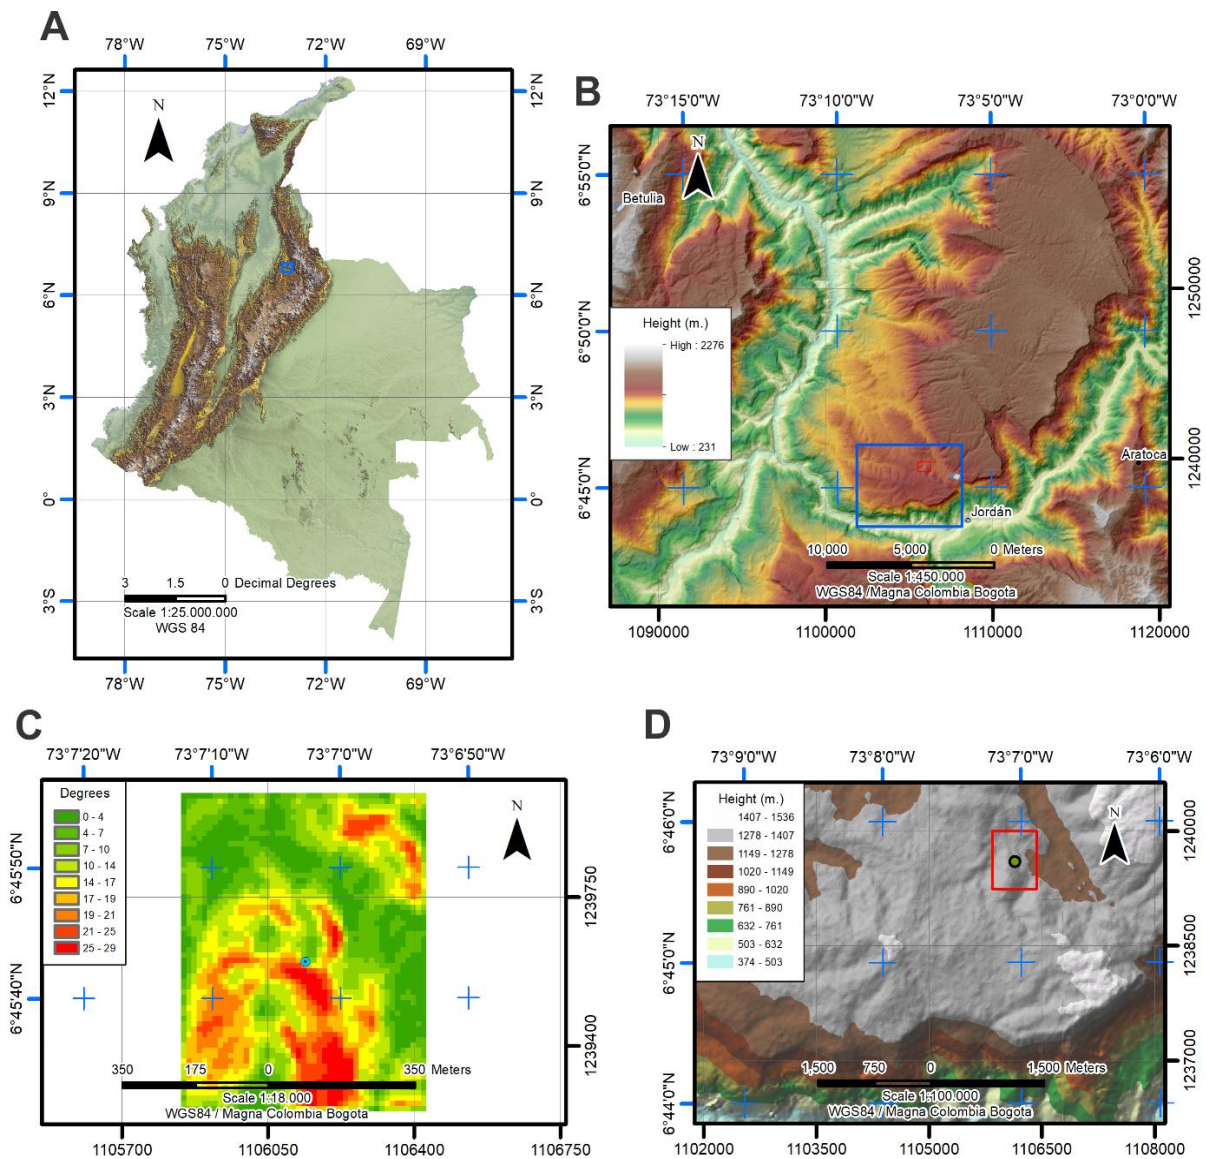 A
78°W 75°W 72°W 69°W
12°N 12°N
9°N 9°N
6°N 6°N
3°N 3°N
0° 0°
3°S 3°S
N
3 1.5 0 Decimal Degrees
Scale 1:25.000.000
WGS 84
78°W 75°W 72°W 69°W
B
73°15'0"W 73°10'0"W 73°5'0"W 73°0'0"W
6°55'0"N
6°50'0"N
6°45'0"N
N
Betulia
Height (m.)
High : 2276
Low : 231
1250000
1240000
Aratoca
Jordán
10,000 5,000 0 Meters
Scale 1:450.000
WGS84 /Magna Colombia Bogota
1090000 1100000 1110000 1120000
C
73°7'20"W 73°7'10"W 73°7'0"W 73°6'50"W
Degrees
0 - 4
4 - 7
7 - 10
10 - 14
14 - 17
17 - 19
19 - 21
21 - 25
25 - 29
N
6°45'50"N
6°45'40"N
1239750
1239400
350 175 0 350 Meters
Scale 1:18.000
WGS84 / Magna Colombia Bogota
1105700 1106050 1106400 1106750
D
73°9'0"W 73°8'0"W 73°7'0"W 73°6'0"W
Height (m.)
1407 - 1536
1278 - 1407
1149 - 1278
1020 - 1149
890 - 1020
761 - 890
632 - 761
503 - 632
374 - 503
N
6°46'0"N
6°45'0"N
6°44'0"N
1240000
1238500
1237000
1,500 750 0 1,500 Meters
Scale 1:100.000
WGS84 / Magna Colombia Bogota
1102000 1103500 1105000 1106500 1108000